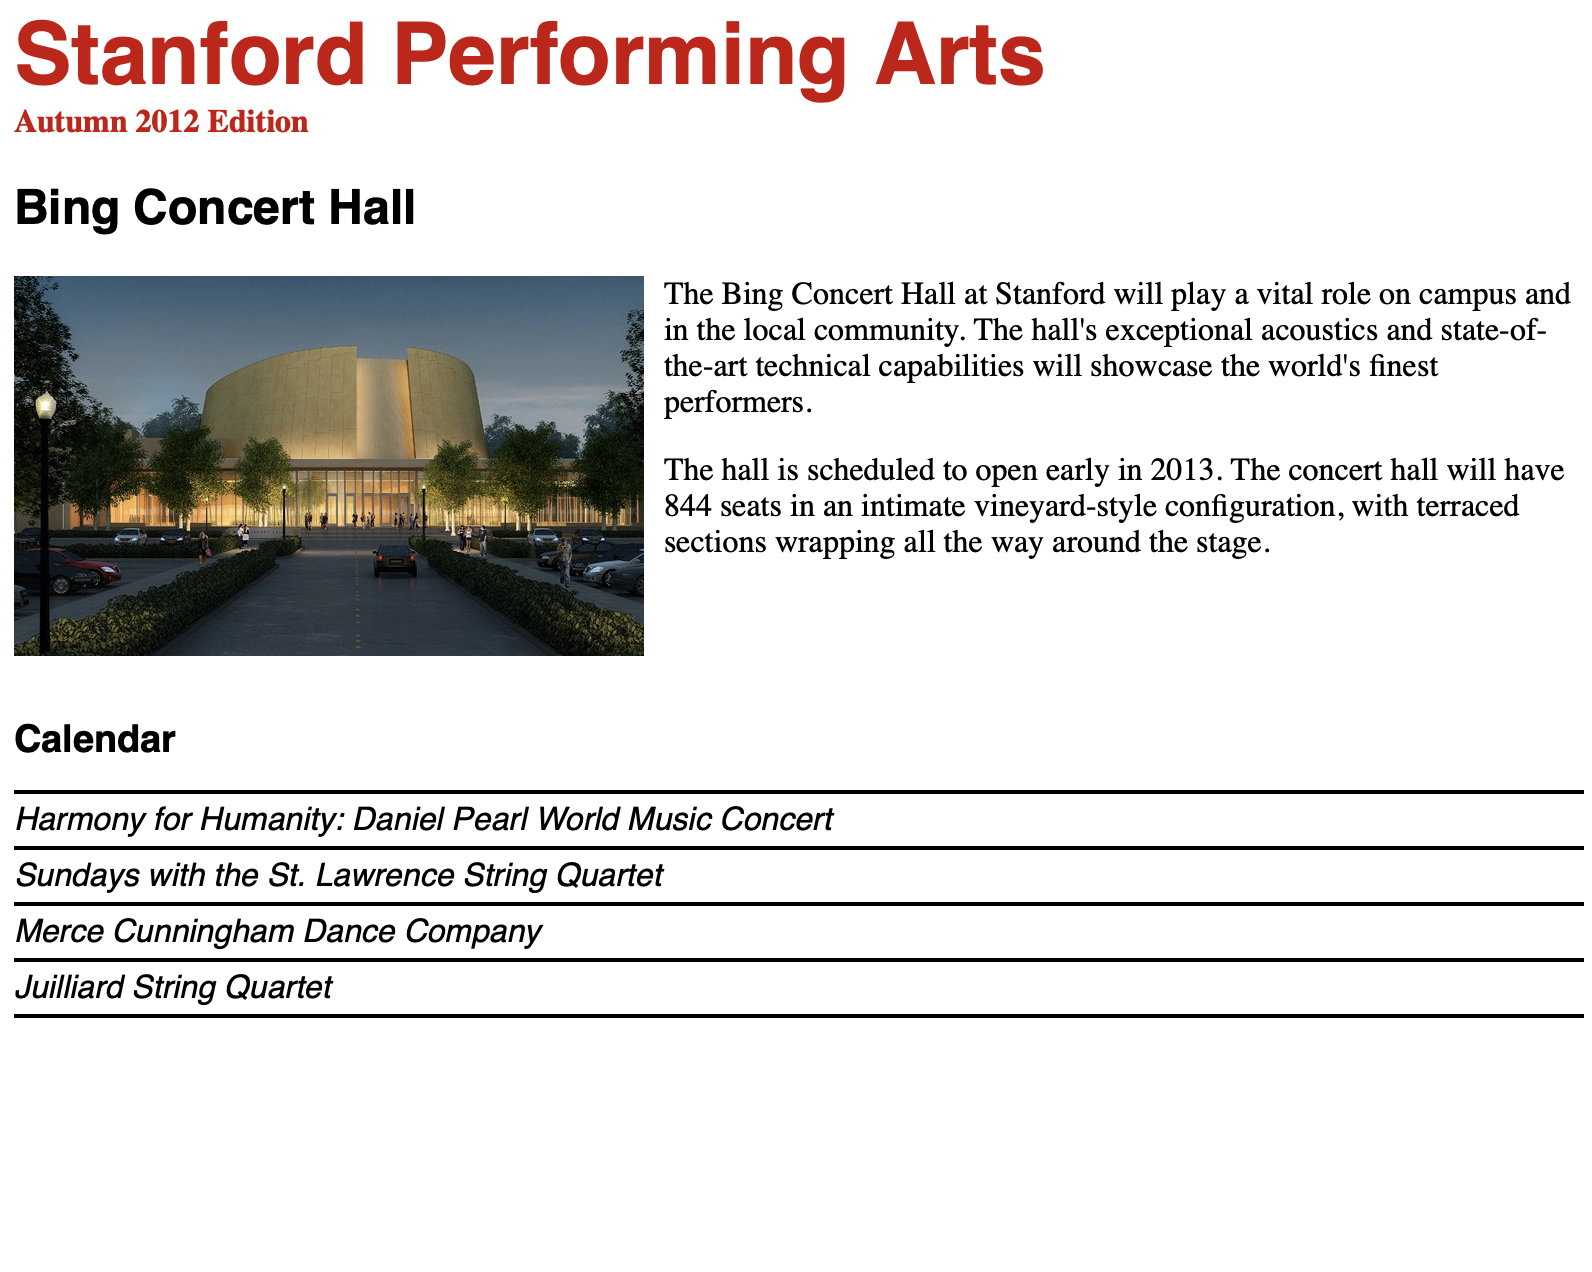 Stanford Performing Arts
Autumn 2012 Edition
Bing Concert Hall
The Bing Concert Hall at Stanford will play a vital role on campus and
in the local community. The hall's exceptional acoustics and state-of-
the-art technical capabilities will showcase the world's finest
performers.
The hall is scheduled to open early in 2013. The concert hall will have
844 seats in an intimate vineyard-style configuration, with terraced
sections wrapping all the way around the stage.
Calendar
Harmony for Humanity: Daniel Pearl World Music Concert
Sundays with the St. Lawrence String Quartet
Merce Cunningham Dance Company
Juilliard String Quartet